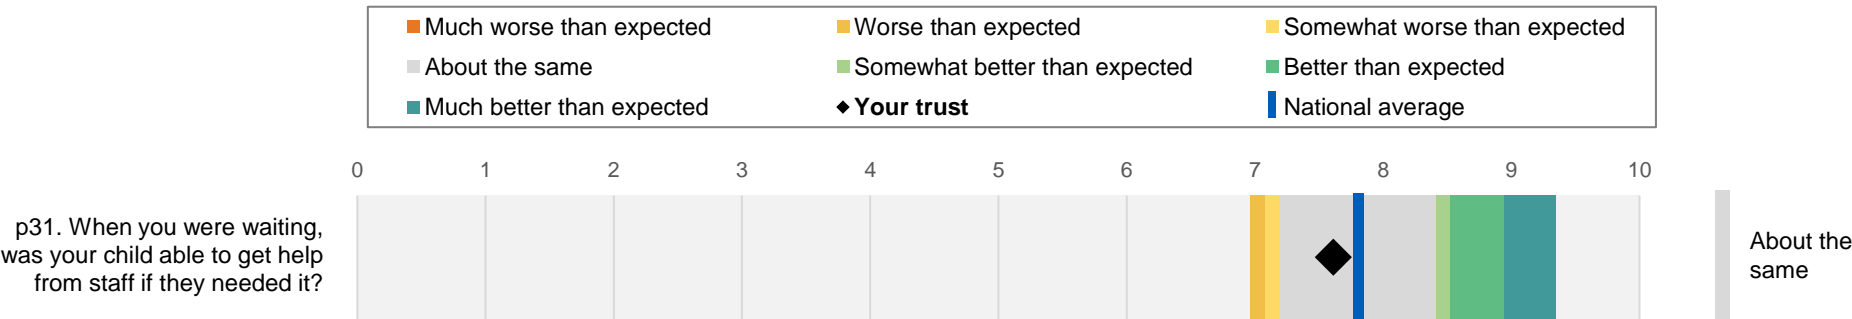 Much worse than expected
Worse than expected
Somewhat worse than expected
About the same
Somewhat better than expected
Better than expected
Much better than expected
Your trust
National average
0 1 2 3 4 5 6 7 8 9 10
p31. When you were waiting,
was your child able to get help
from staff if they needed it?
About the
same